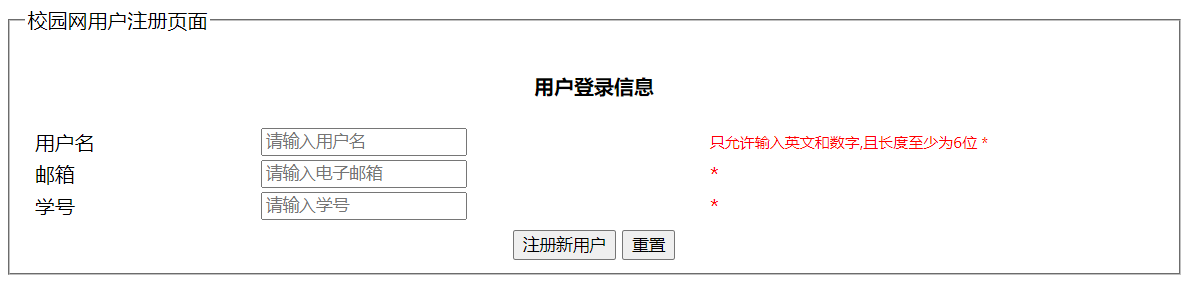 校园网用户注册页面
用户登录信息
用户名 请输入用户名 只允许输入英文和数字,且长度至少为6位 *
邮箱 请输入电子邮箱 *
学号 请输入学号 *
注册新用户 重置